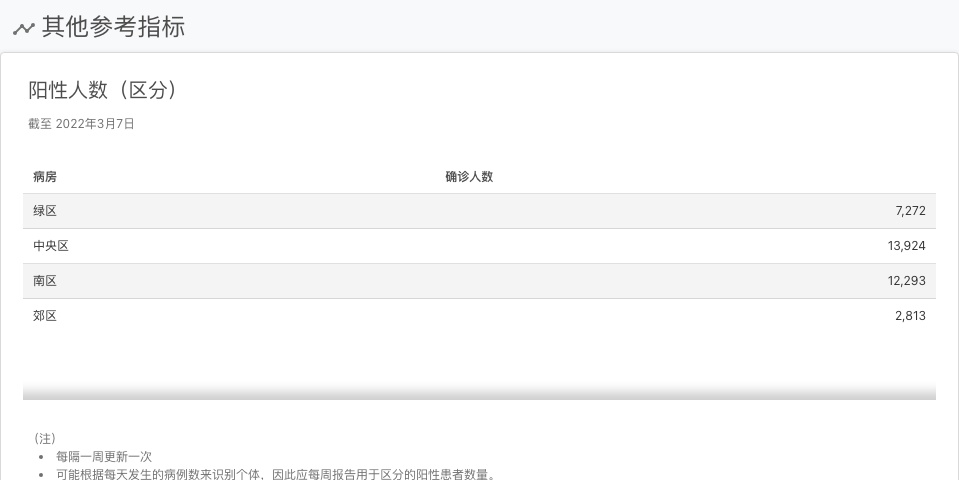 其他参考指标
阳性人数（区分）
截至 2022年3月7日
病房 确诊人数
绿区 7,272
中央区 13,924
南区 12,293
郊区 2,813
（注）
每隔一周更新一次
可能根据每天发生的病例数来识别个体，因此应每周报告用于区分的阳性患者数量。